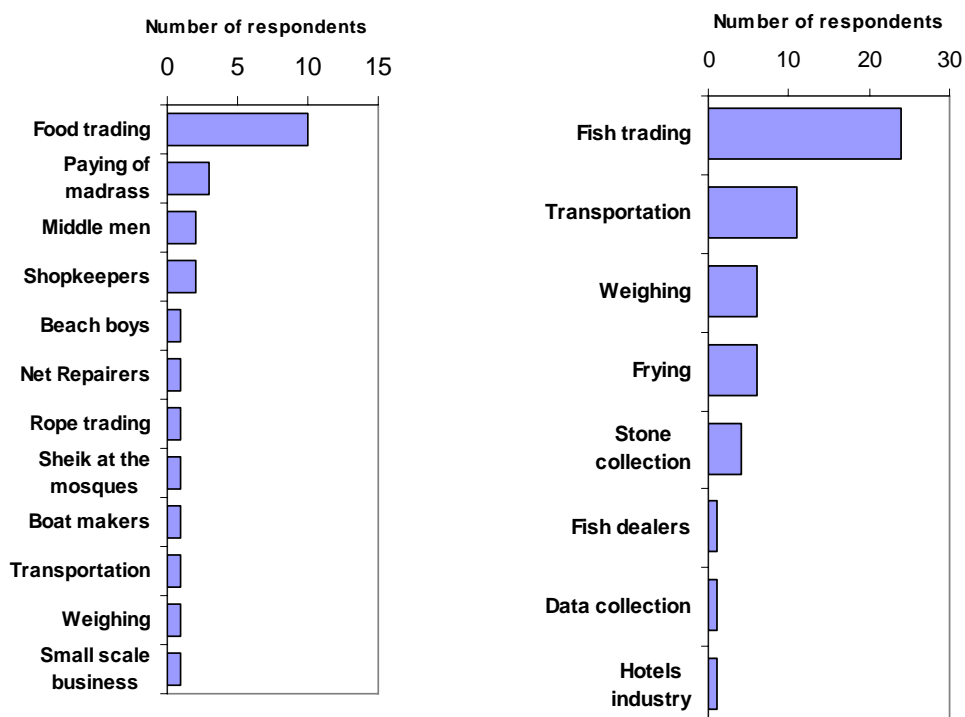 Number of respondents
0 5 10 15
Food trading
Paying of
madrass
Middle men
Shopkeepers
Beach boys
Net Repairers
Rope trading
Sheik at the
mosques
Boat makers
Transportation
Weighing
Small scale
business
Number of respondents
0 10 20 30
Fish trading
Transportation
Weighing
Frying
Stone
collection
Fish dealers
Data collection
Hotels
industry